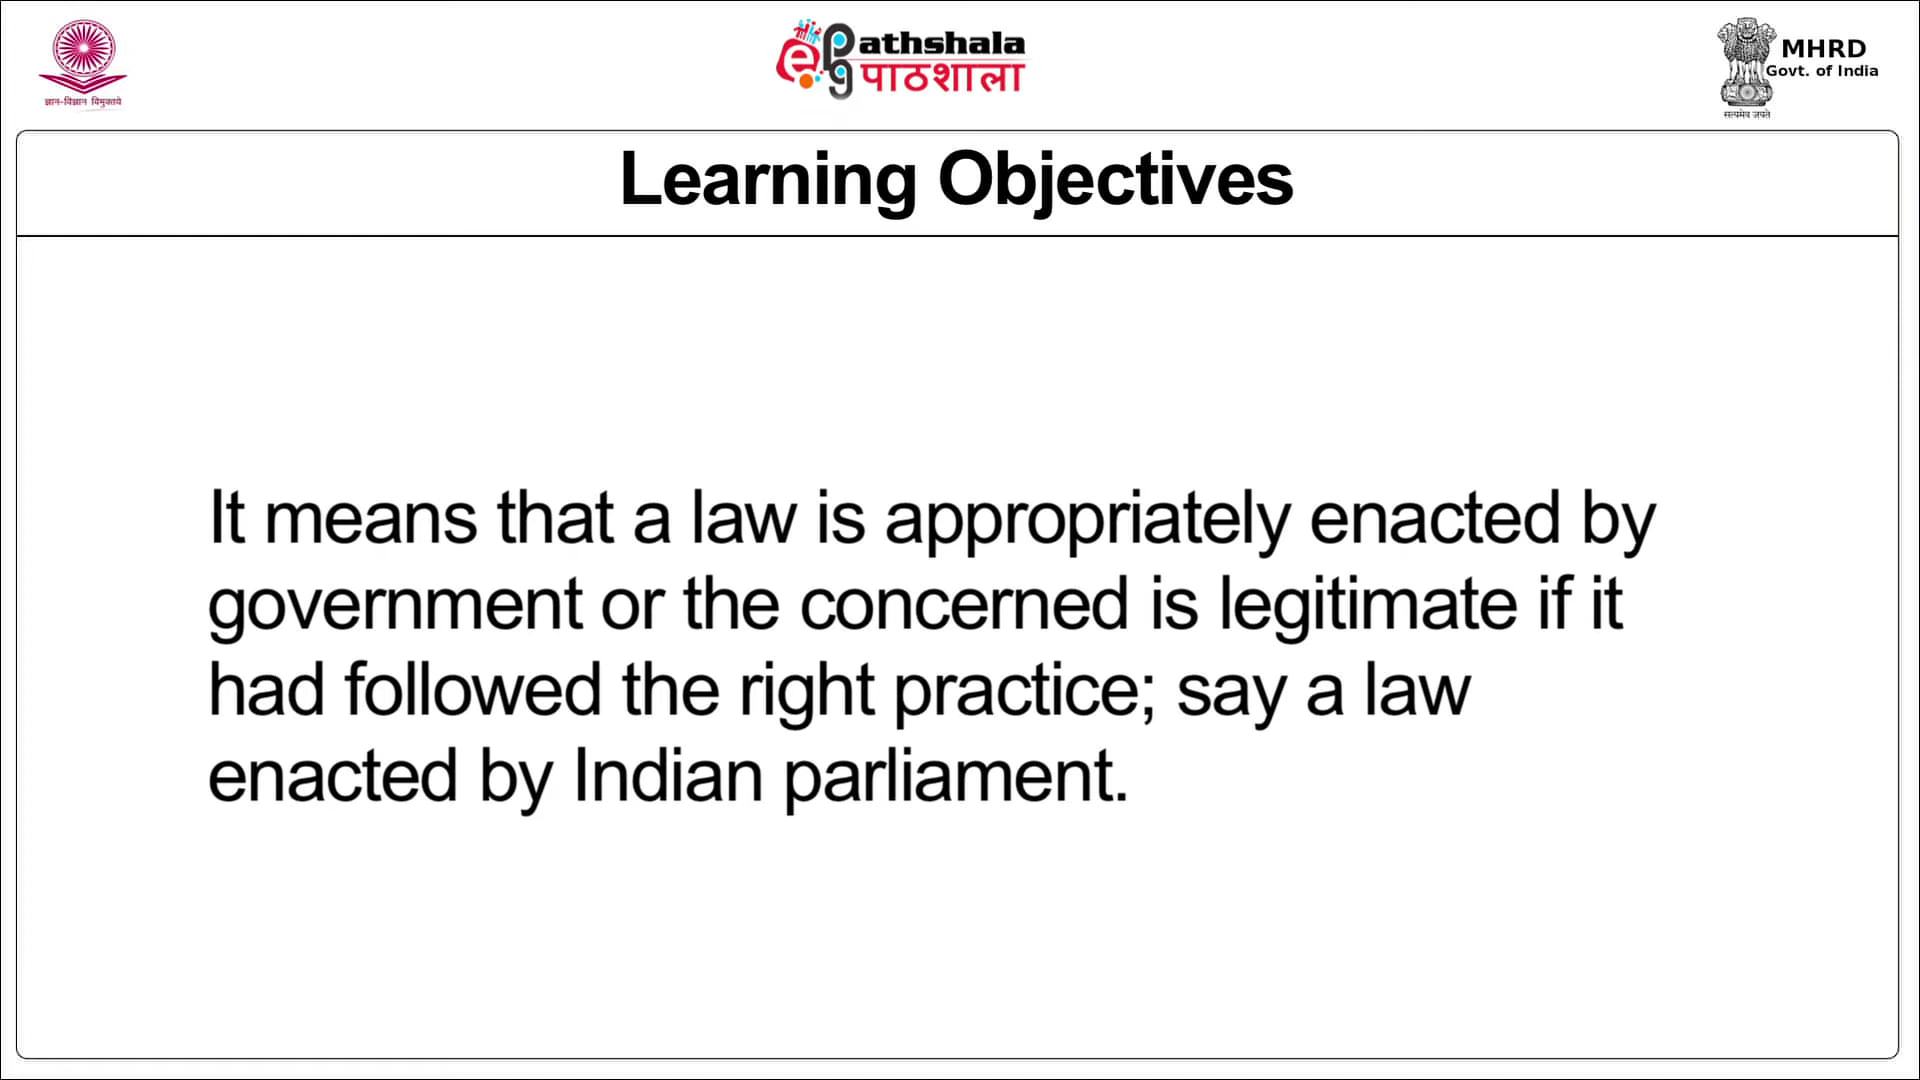 ज्ञान-विज्ञान विमुक्तये
e pg Pathshala
पाठशाला
MHRD
Govt. of India
सत्यमेव जयते
Learning Objectives
It means that a law is appropriately enacted by
government or the concerned is legitimate if it
had followed the right practice; say a law
enacted by Indian parliament.